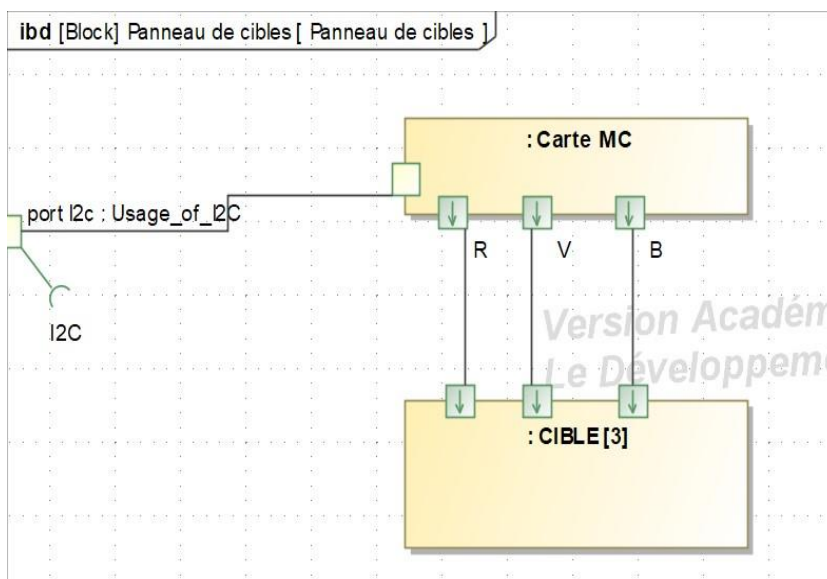 ibd [Block] Panneau de cibles [ Panneau de cibles ]
: Carte MC
port I2c : Usage_of_I2C
R V B
I2C
Version Académ
Le Développeme
: CIBLE [3]